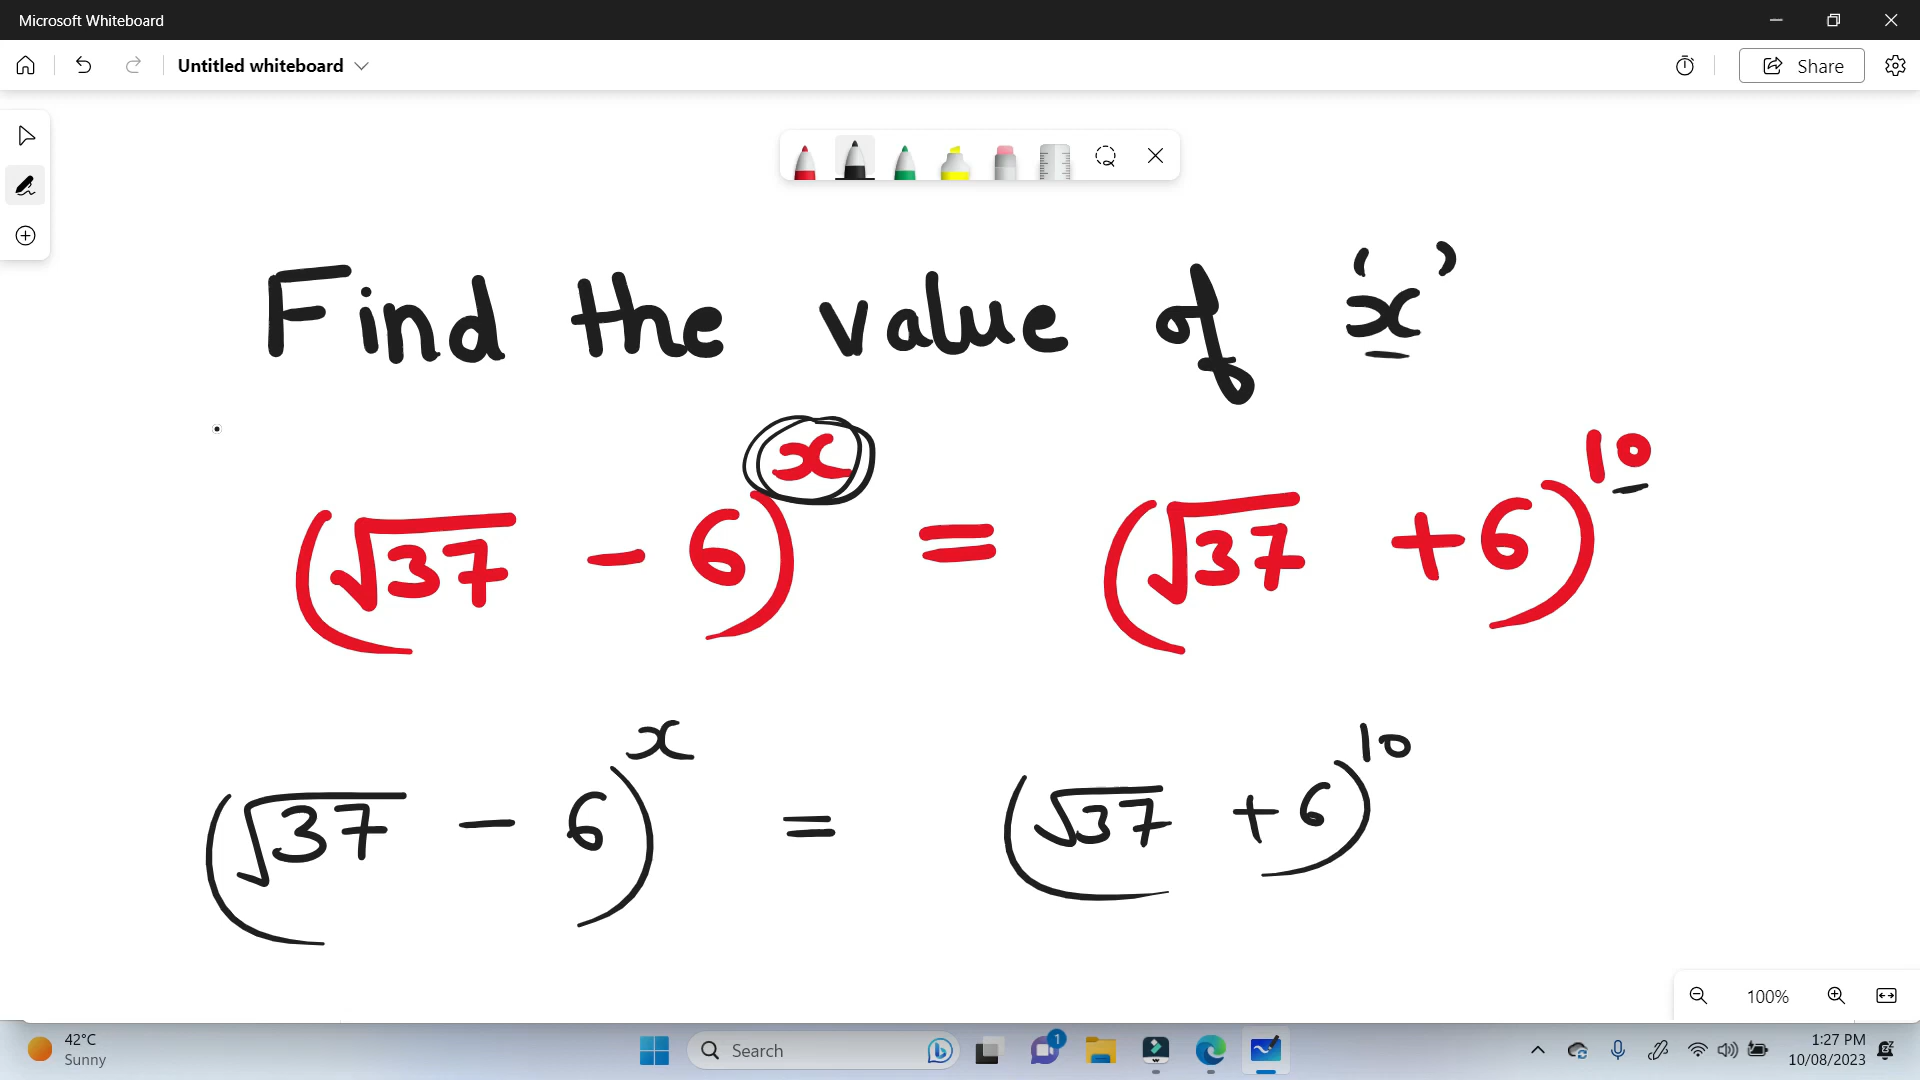 Microsoft Whiteboard
Untitled whiteboard
Share
Find the value of 'x'
(√37 - 6)^x = (√37 + 6)^10
(√37 - 6)^x = (√37 + 6)^10
100%
42°C
Sunny
Search
1
1:27 PM
10/08/2023